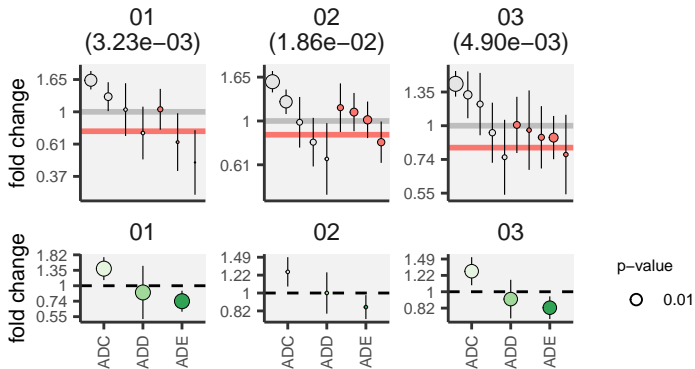 01
(3.23e−03)
02
(1.86e−02)
03
(4.90e−03)
fold change
1.65
1
0.61
0.37
1.65
1
0.61
1.35
1
0.74
0.55
01
02
03
fold change
1.82
1.35
1
0.74
0.55
1.49
1.22
1
0.82
1.49
1.22
1
0.82
ADC
ADD
ADE
ADC
ADD
ADE
ADC
ADD
ADE
p−value
0.01